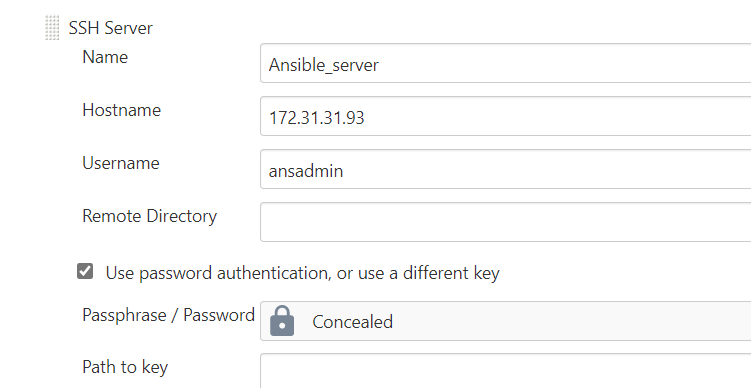 SSH Server
Name
Ansible_server
Hostname
172.31.31.93
Username
ansadmin
Remote Directory
Use password authentication, or use a different key
Passphrase / Password
Concealed
Path to key